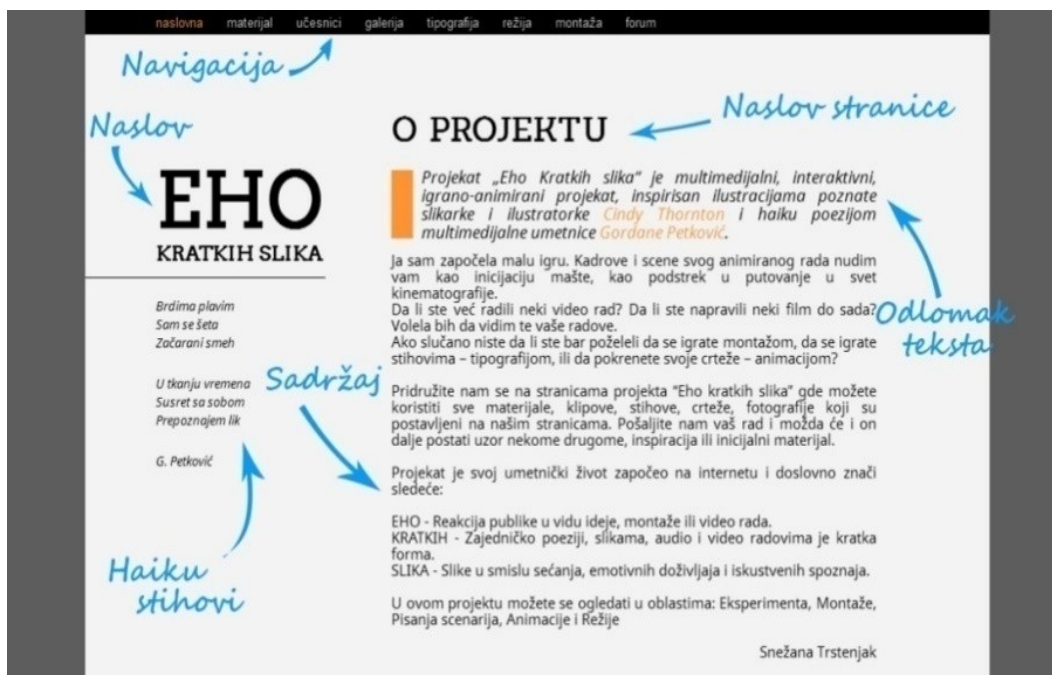 naslovna materijal učesnici galerija tipografija režija montaža forum
Navigacija
Naslov
Naslov stranice
O PROJEKTU
EHO
KRATKIH SLIKA
Projekat „Eho Kratkih slika“ je multimedijalni, interaktivni,
igrano-animirani projekat, inspirisan ilustracijama poznate
slikarke i ilustratorke Cindy Thornton i haiku poezijom
multimedijalne umetnice Gordane Petković.
Odlomak
teksta
Ja sam započela malu igru. Kadrove i scene svog animiranog rada nudim
vam kao inicijaciju mašte, kao podstrek u putovanje u svet
kinematografije.
Da li ste već radili neki video rad? Da li ste napravili neki film do sada?
Volela bih da vidim te vaše radove.
Ako slučano niste da li ste bar poželeli da se igrate montažom, da se igrate
stihovima – tipografijom, ili da pokrenete svoje crteže – animacijom?
Brdima plavim
Sam se šeta
Začarani smeh
U tkanju vremena
Susret sa sobom
Prepoznajem lik
G. Petković
Sadržaj
Haiku
stihovi
Pridružite nam se na stranicama projekta “Eho kratkih slika” gde možete
koristiti sve materijale, klipove, stihove, crteže, fotografije koji su
postavljeni na našim stranicama. Pošaljite nam vaš rad i možda će i on
dalje postati uzor nekome drugome, inspiracija ili inicijalni materijal.
Projekat je svoj umetnički život započeo na internetu i doslovno znači
sledeće:
EHO - Reakcija publike u vidu ideje, montaže ili video rada.
KRATKIH - Zajedničko poeziji, slikama, audio i video radovima je kratka
forma.
SLIKA - Slike u smislu sećanja, emotivnih doživljaja i iskustvenih spoznaja.
U ovom projektu možete se ogledati u oblastima: Eksperimenta, Montaže,
Pisanja scenarija, Animacije i Režije
Snežana Trstenjak